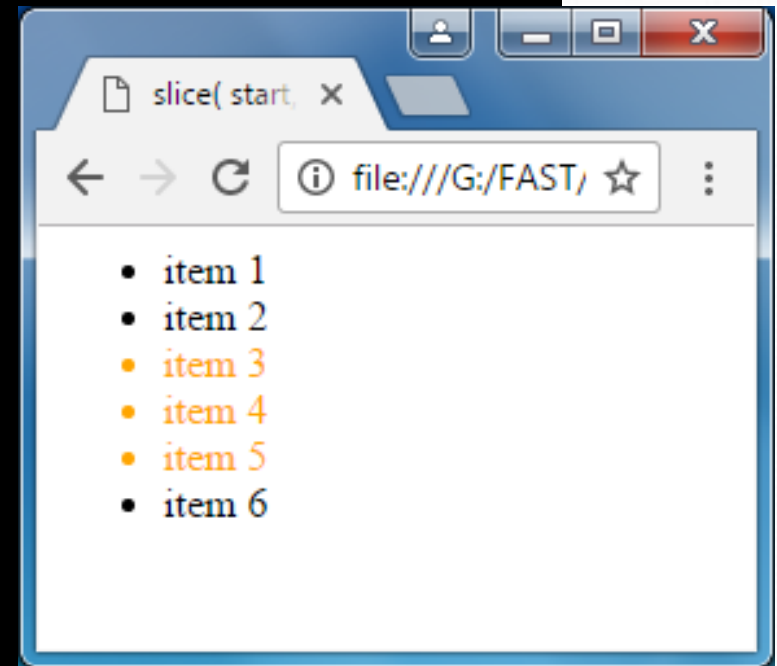 slice( start,
file:///G:/FAST/
item 1
item 2
item 3
item 4
item 5
item 6